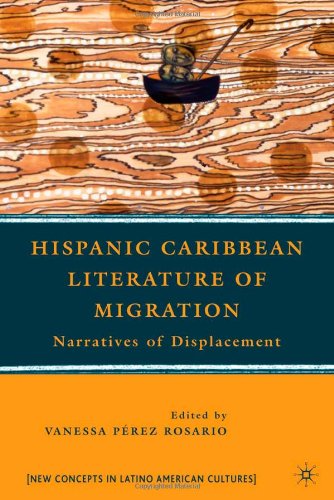 HISPANIC CARIBBEAN
LITERATURE OF
MIGRATION
Narratives of Displacement
Edited by
VANESSA PÉREZ ROSARIO
[NEW CONCEPTS IN LATINO AMERICAN CULTURES]